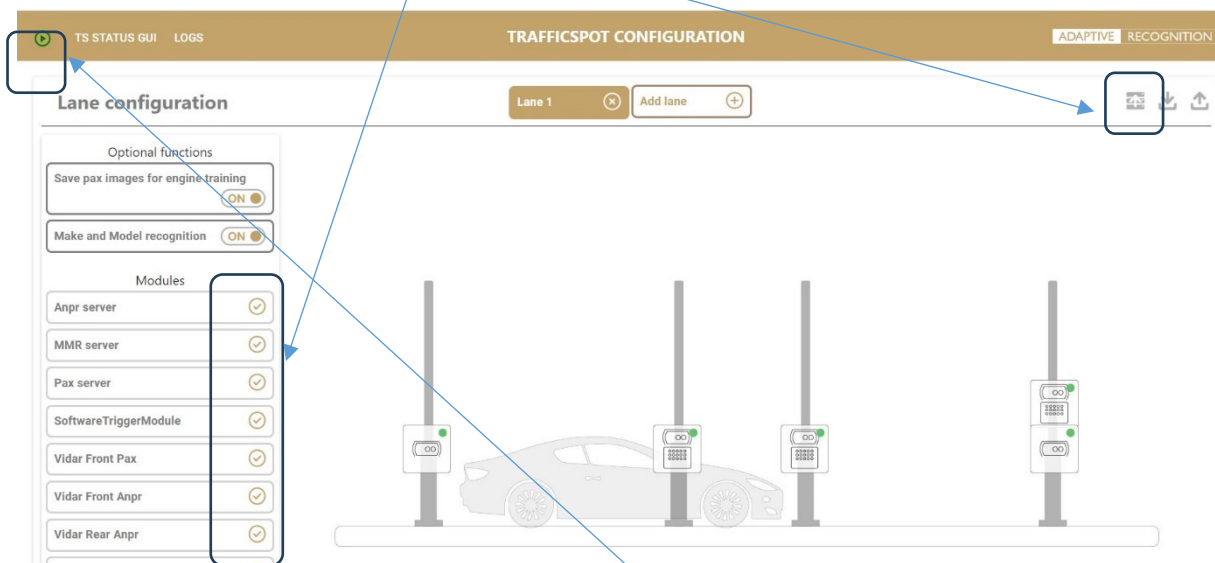 TS STATUS GUI LOGS TRAFFICSPOT CONFIGURATION ADAPTIVE RECOGNITION
Lane configuration Lane 1 Add lane
Optional functions
Save pax images for engine training
ON
Make and Model recognition ON
Modules
Anpr server
MMR server
Pax server
SoftwareTriggerModule
Vidar Front Pax
Vidar Front Anpr
Vidar Rear Anpr